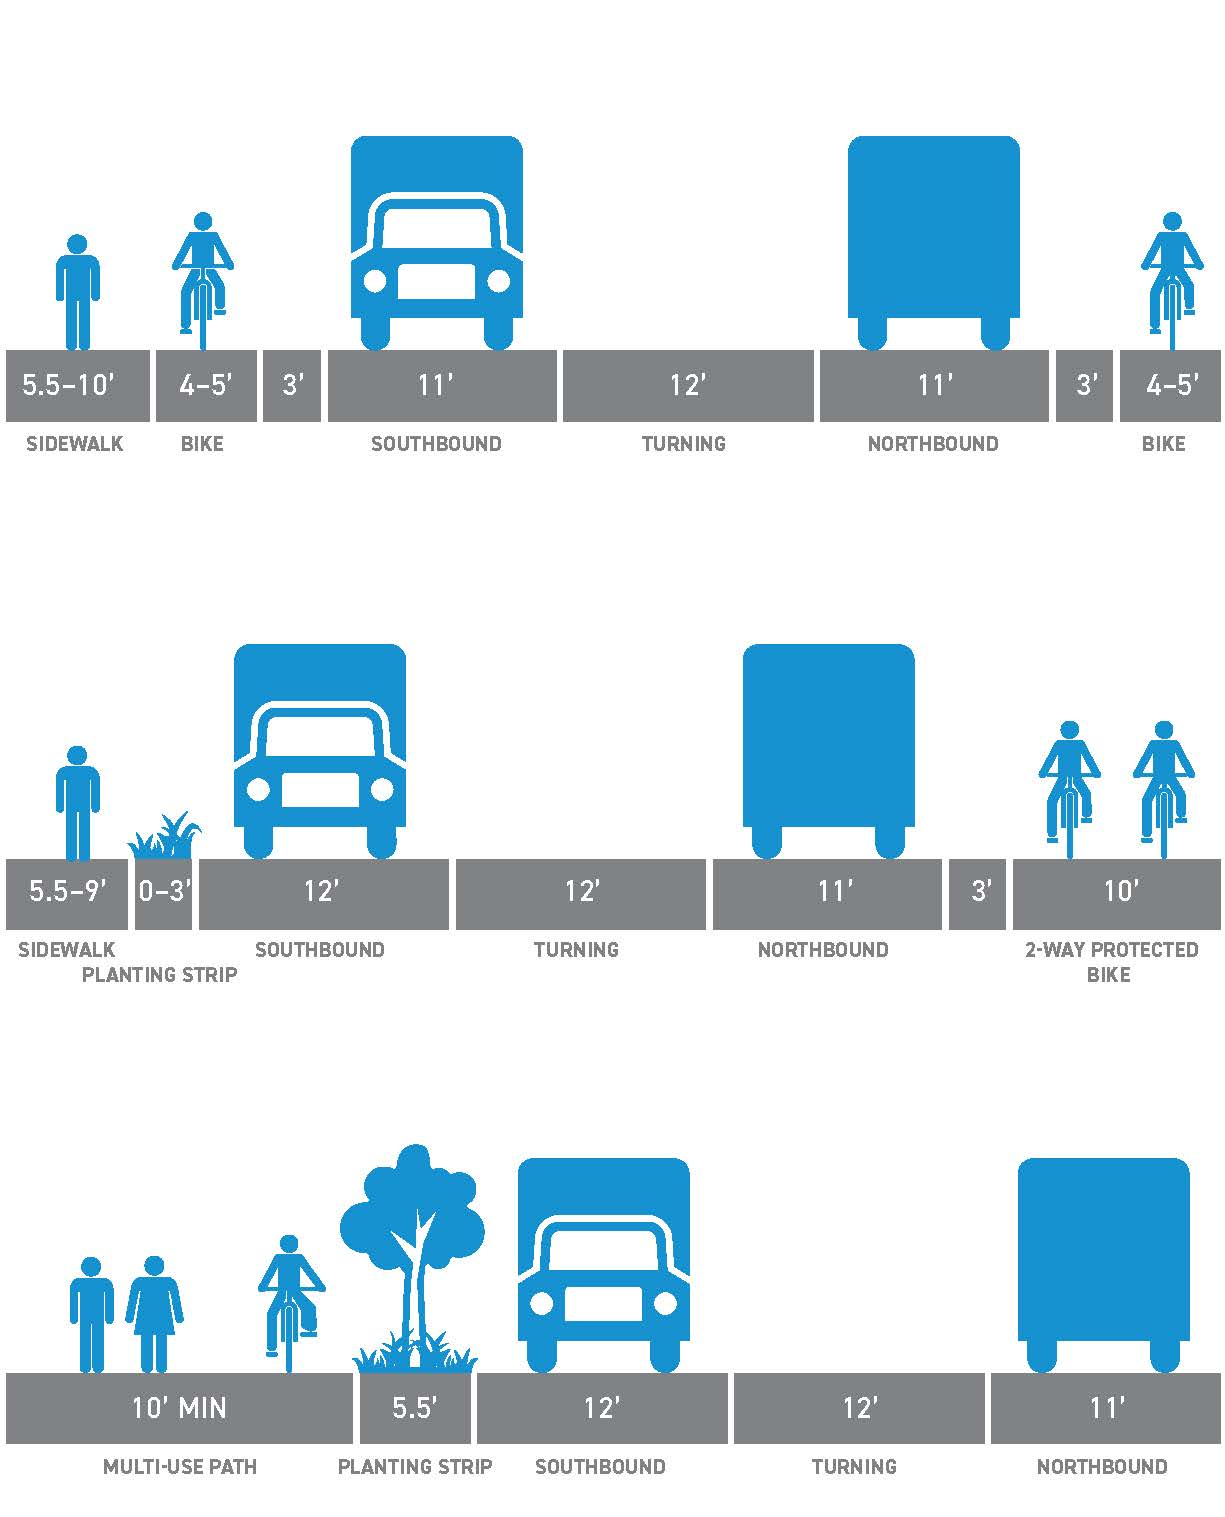 5.5–10’ 4–5’ 3’ 11’ 12’ 11’ 3’ 4–5’
SIDEWALK BIKE SOUTHBOUND TURNING NORTHBOUND BIKE
5.5–9’ 0–3’ 12’ 12’ 11’ 3’ 10’
SIDEWALK SOUTHBOUND TURNING NORTHBOUND 2-WAY PROTECTED
PLANTING STRIP BIKE
10’ MIN 5.5’ 12’ 12’ 11’
MULTI-USE PATH PLANTING STRIP SOUTHBOUND TURNING NORTHBOUND